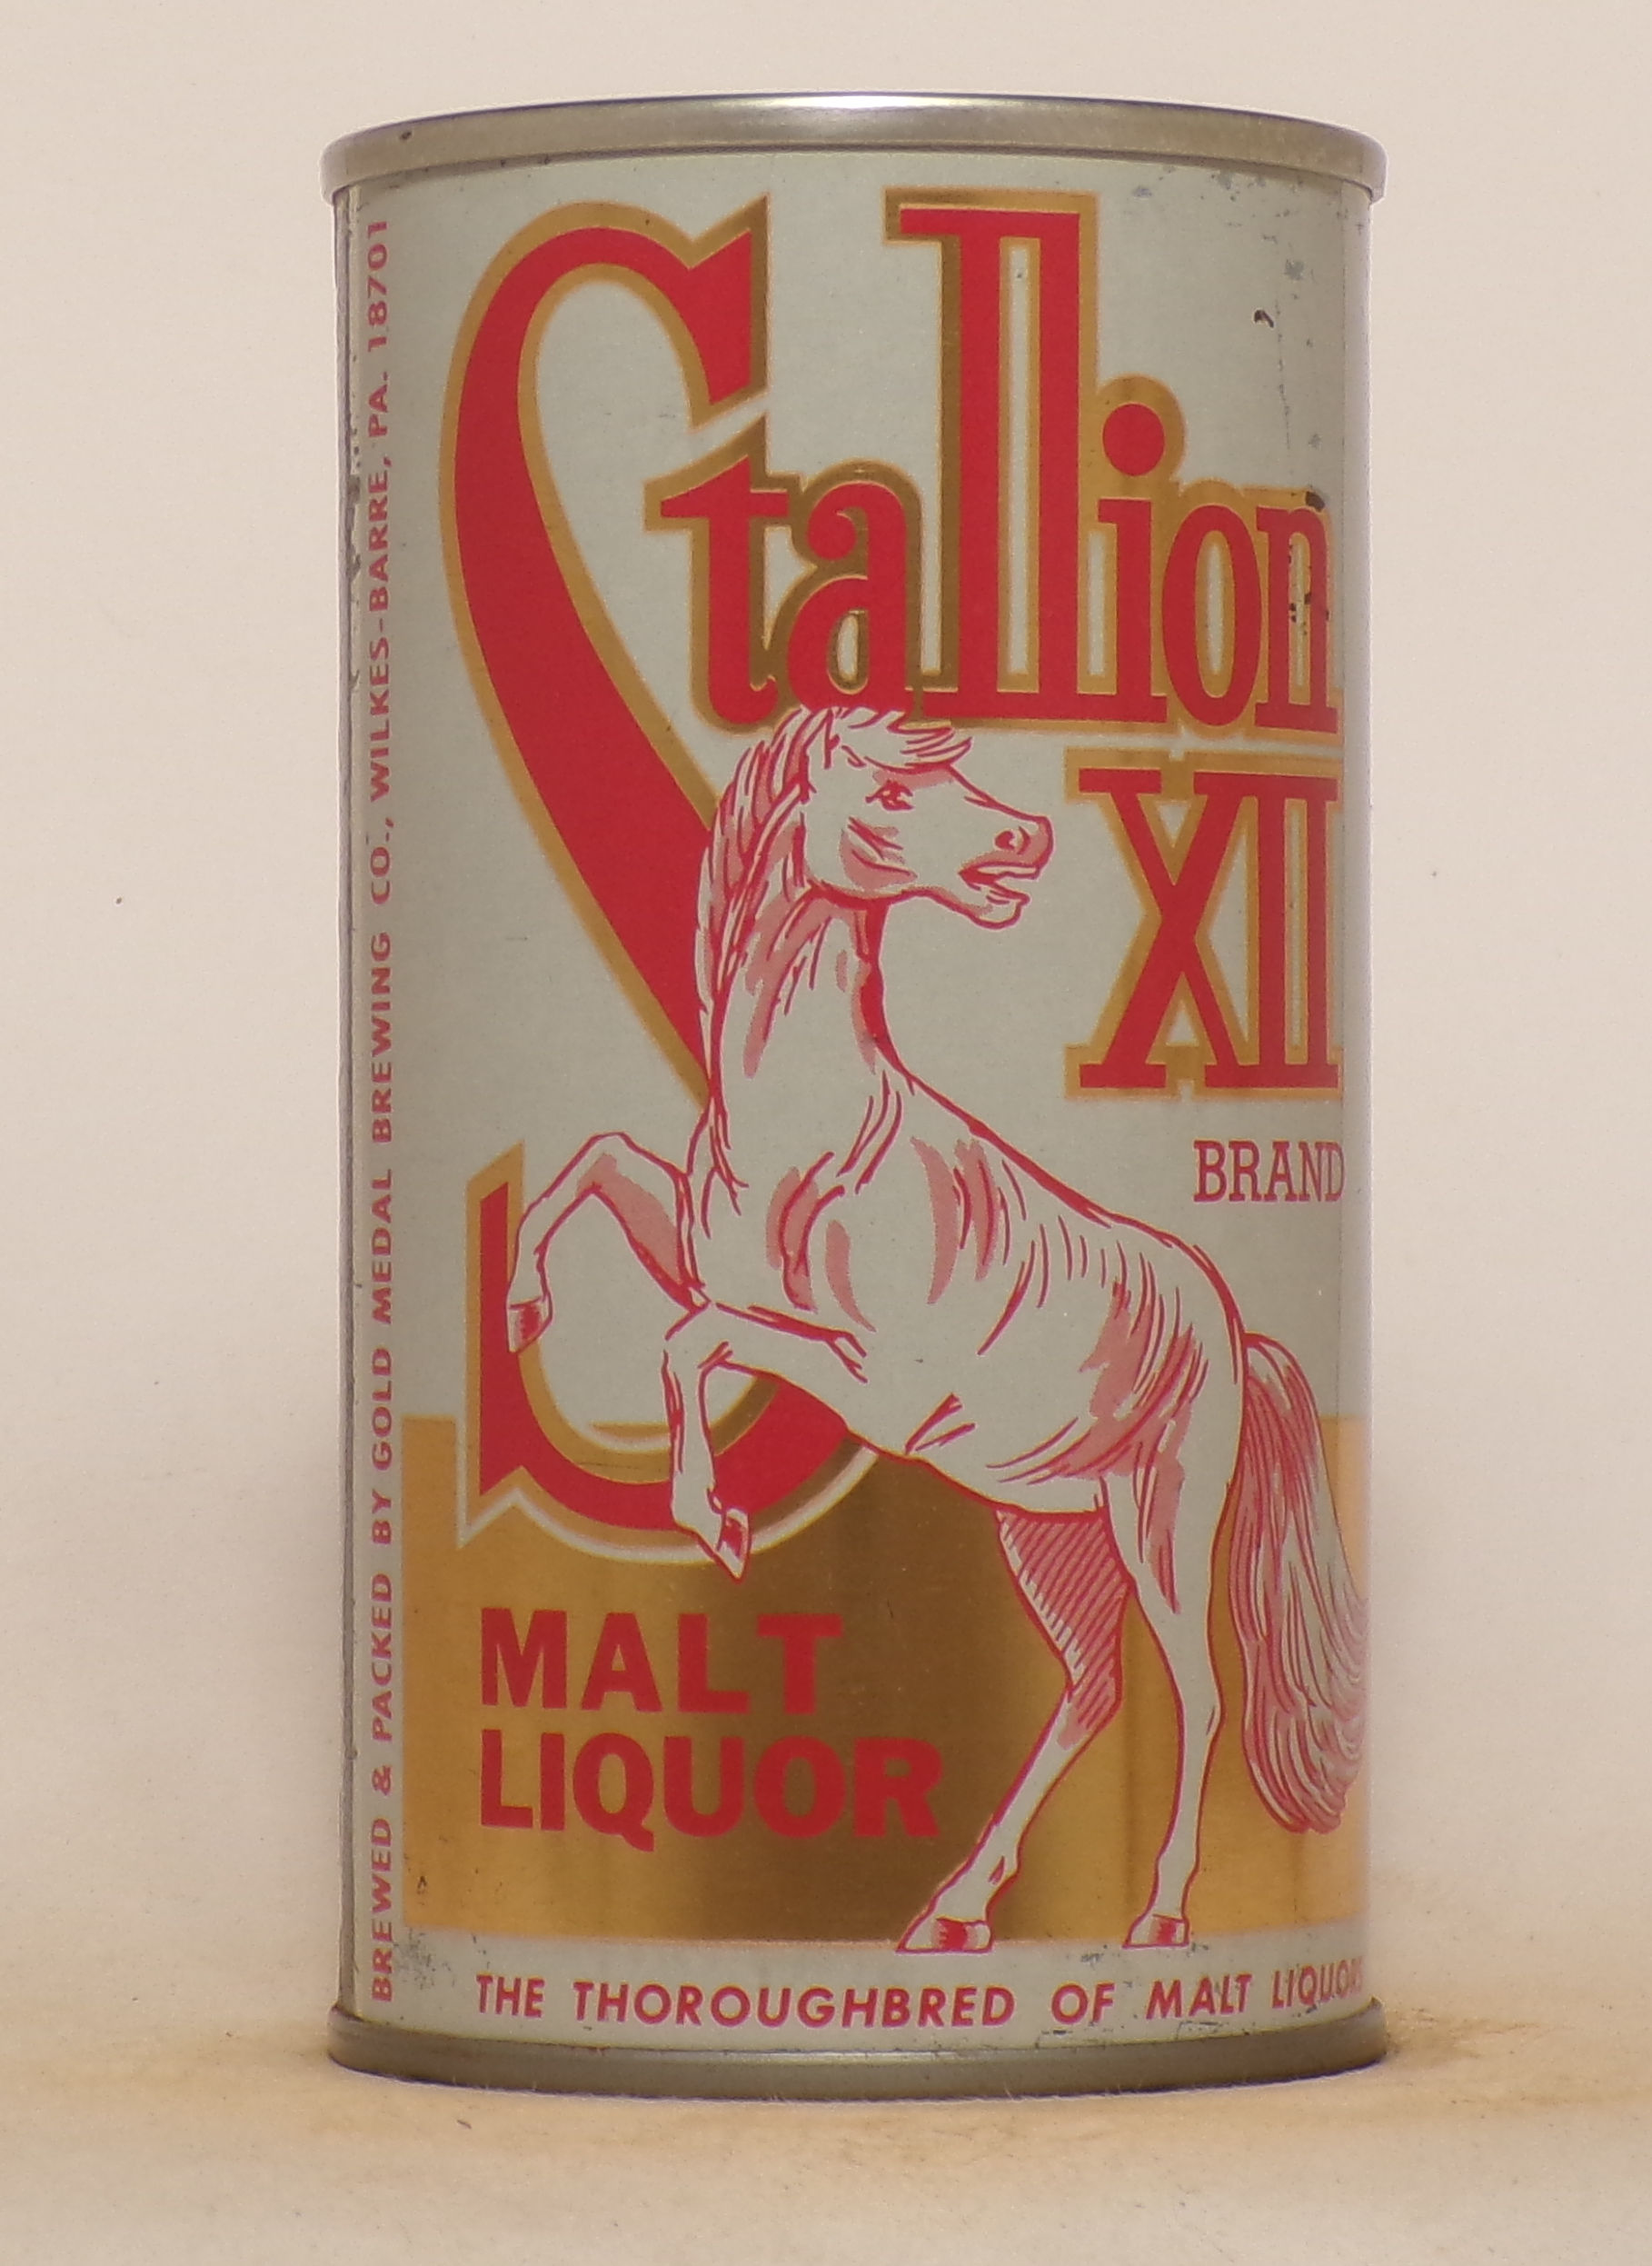 Stallion
XII
BRAND
MALT
LIQUOR
THE THOROUGHBRED OF MALT LIQUORS
BREWED & PACKED BY GOLD MEDAL BREWING CO., WILKES-BARRE, PA. 18701